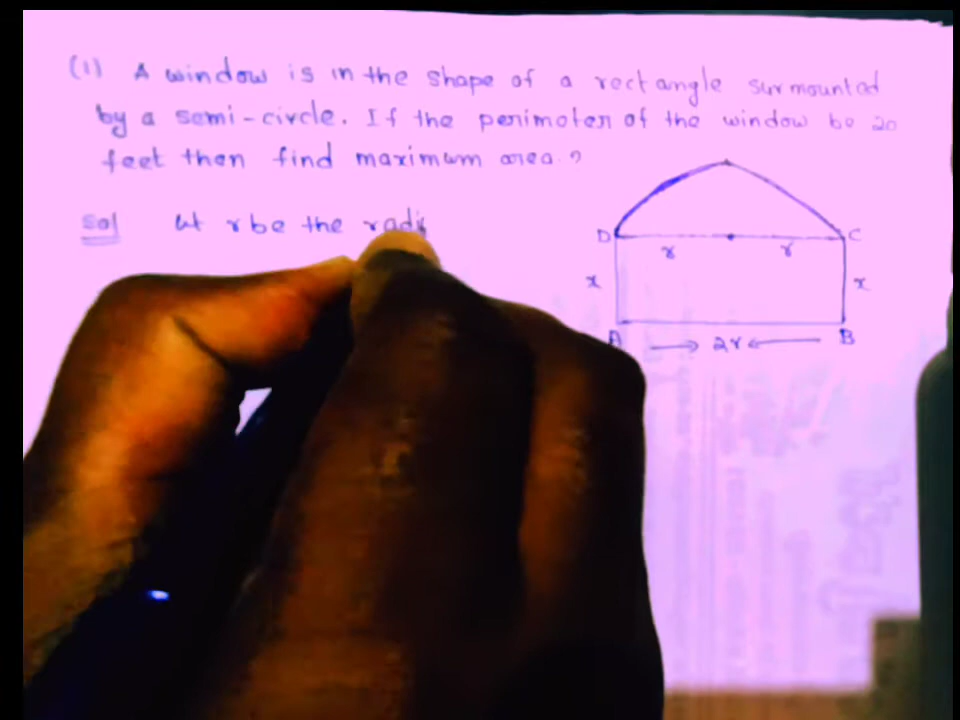 (1) A window is in the shape of a rectangle surmounted
by a semi-circle. If the perimeter of the window be 20
feet then find maximum area ?
Sol let r be the radi
D C
r r
x x
A 2r B